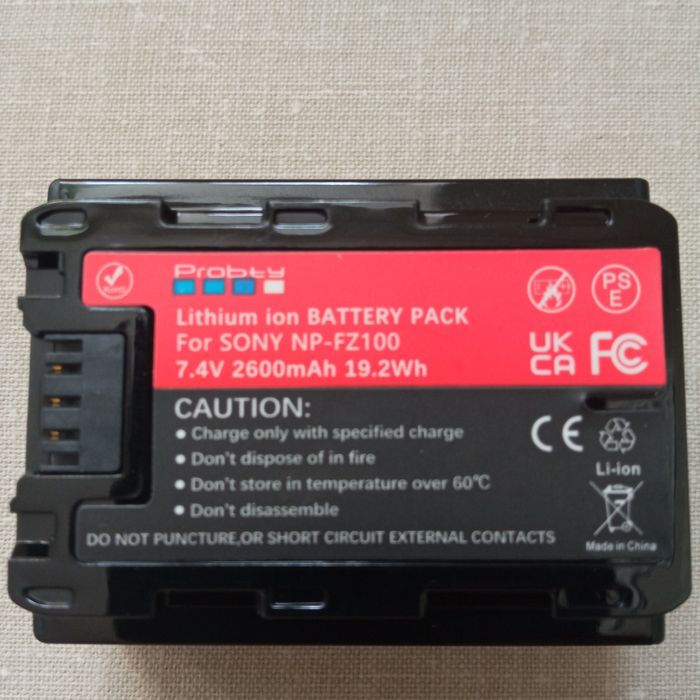 Probty
Lithium ion BATTERY PACK
For SONY NP-FZ100
7.4V 2600mAh 19.2Wh
PS
E
UK
CA
FC
CAUTION:
• Charge only with specified charge
• Don't dispose of in fire
• Don't store in temperature over 60℃
• Don't disassemble
DO NOT PUNCTURE,OR SHORT CIRCUIT EXTERNAL CONTACTS
CE
Li-ion
Made in China